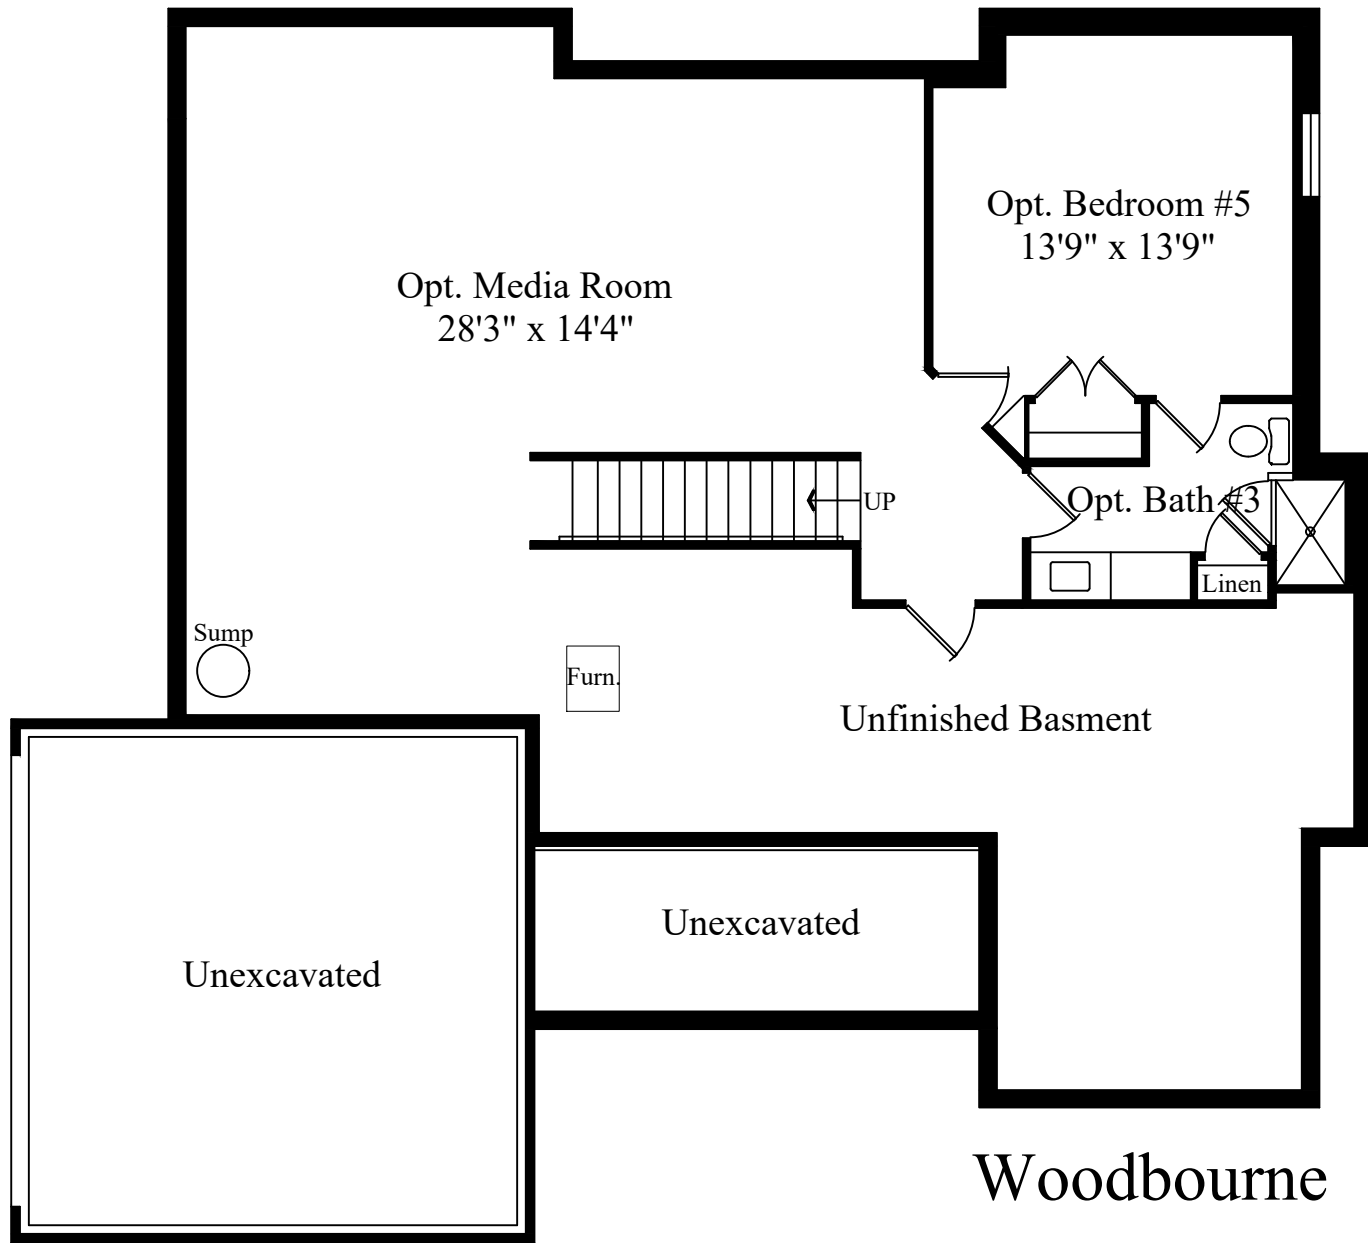 Opt. Bedroom #5
13'9" x 13'9"
Opt. Media Room
28'3" x 14'4"
UP
Opt. Bath #3
Linen
Sump
Furn.
Unfinished Basment
Unexcavated
Unexcavated
Woodbourne